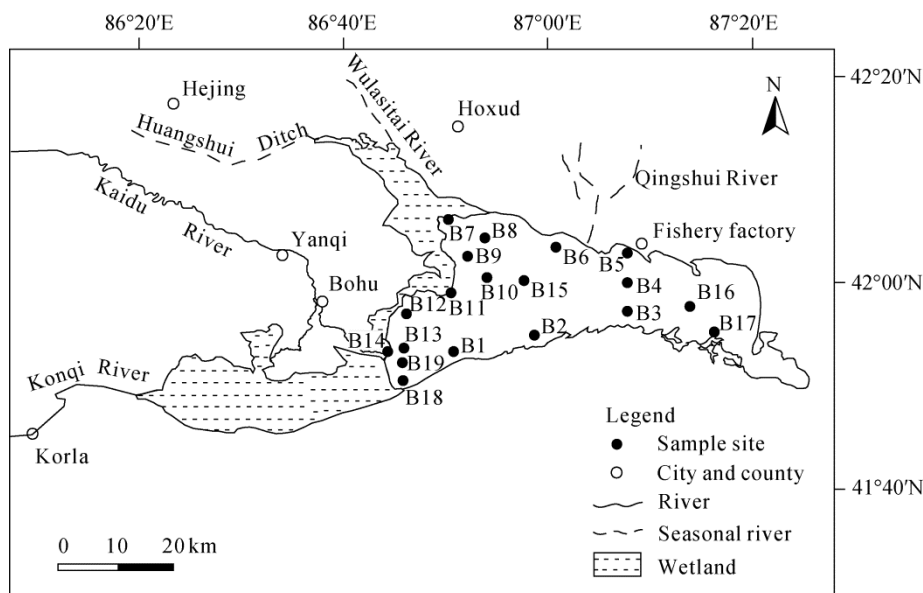 86°20′E
86°40′E
87°00′E
87°20′E
42°20′N
42°00′N
41°40′N
N
Hejing
Hoxud
Wulasitai River
Huangshui Ditch
Qingshui River
Kaidu River
Yanqi
Fishery factory
Bohu
Konqi River
Korla
B7
B8
B9
B6
B5
B10
B15
B4
B16
B11
B12
B3
B17
B2
B13
B14
B1
B19
B18
Legend
Sample site
City and county
River
Seasonal river
Wetland
0 10 20 km